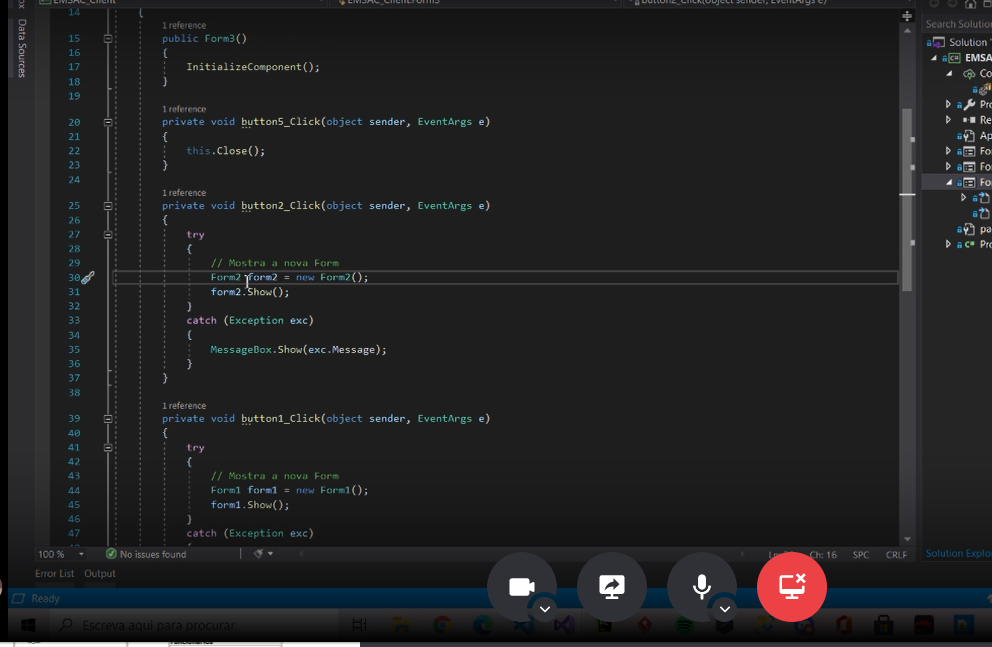 EMSAC_Client
EMSAC_Client.Form3
button2_Click(object sender, EventArgs e)
Data Sources
14 {
1 reference
15 public Form3()
16 {
17 InitializeComponent();
18 }
19
1 reference
20 private void button5_Click(object sender, EventArgs e)
21 {
22 this.Close();
23 }
24
1 reference
25 private void button2_Click(object sender, EventArgs e)
26 {
27 try
28 {
29 // Mostra a nova Form
30 Form2 form2 = new Form2();
31 form2.Show();
32 }
33 catch (Exception exc)
34 {
35 MessageBox.Show(exc.Message);
36 }
37 }
38
1 reference
39 private void button1_Click(object sender, EventArgs e)
40 {
41 try
42 {
43 // Mostra a nova Form
44 Form1 form1 = new Form1();
45 form1.Show();
46 }
47 catch (Exception exc)
Search Solution
Solution '
EMSA
Co
Pro
Re
Ap
Fo
Fo
Fo
pa
Pro
100 %
No issues found
Ch: 16
SPC
CRLF
Solution Explo
Error List Output
Ready
Escreva aqui para procurar